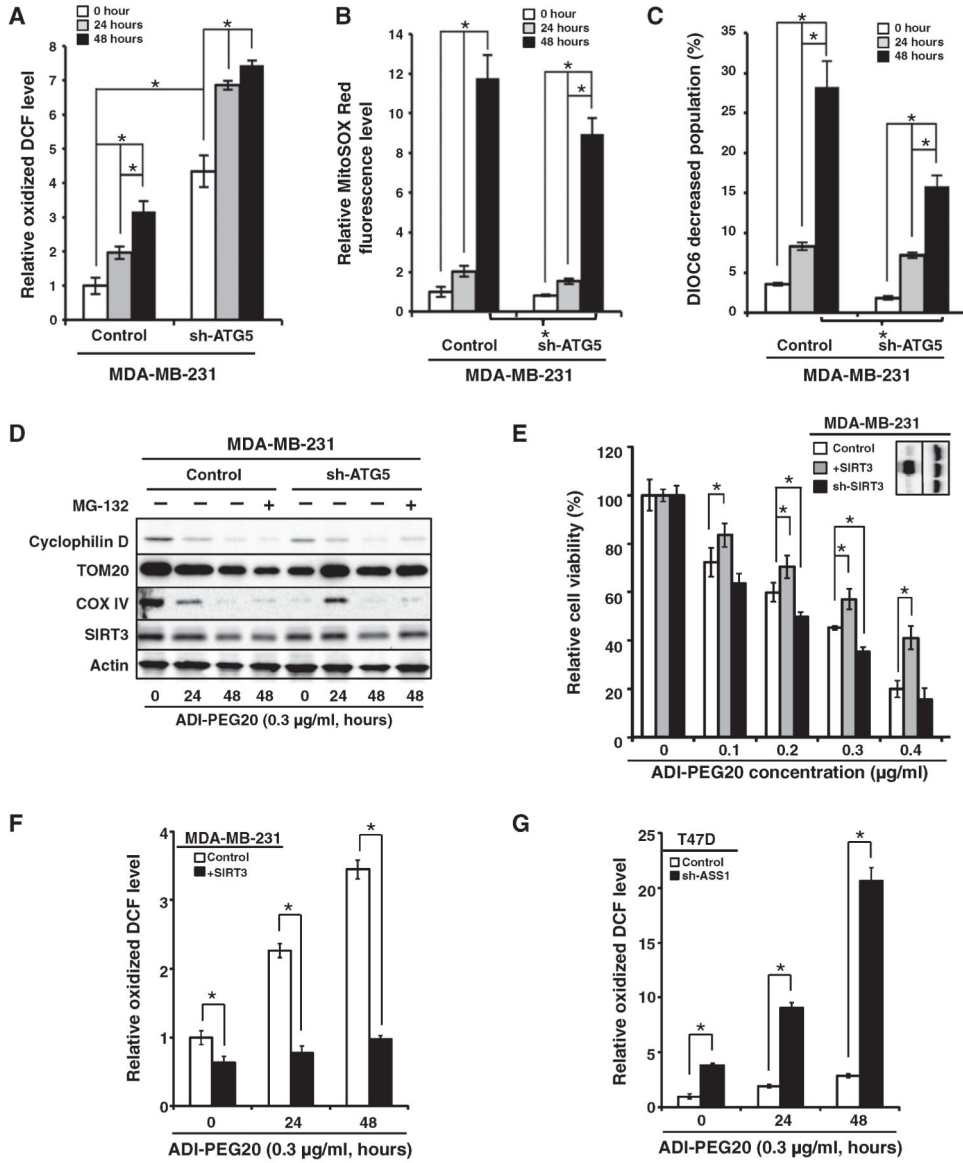 A
0 hour
24 hours
48 hours
Relative oxidized DCF level
8
7
6
5
4
3
2
1
0
*
*
*
*
Control
sh-ATG5
MDA-MB-231
B
0 hour
24 hours
48 hours
Relative MitoSOX Red
fluorescence level
14
12
10
8
6
4
2
0
*
*
*
*
Control
sh-ATG5
MDA-MB-231
C
0 hour
24 hours
48 hours
DIOC6 decreased population (%)
35
30
25
20
15
10
5
0
*
*
*
*
*
Control
sh-ATG5
MDA-MB-231
D
MDA-MB-231
Control
sh-ATG5
MG-132 − − − + − − − +
Cyclophilin D
TOM20
COX IV
SIRT3
Actin
0 24 48 48 0 24 48 48
ADI-PEG20 (0.3 µg/ml, hours)
E
MDA-MB-231
Control
+SIRT3
sh-SIRT3
Relative cell viability (%)
120
100
80
60
40
20
0
*
*
*
*
*
*
0 0.1 0.2 0.3 0.4
ADI-PEG20 concentration (µg/ml)
F
MDA-MB-231
Control
+SIRT3
Relative oxidized DCF level
4
3
2
1
0
*
*
*
0 24 48
ADI-PEG20 (0.3 µg/ml, hours)
G
T47D
Control
sh-ASS1
Relative oxidized DCF level
25
20
15
10
5
0
*
*
*
0 24 48
ADI-PEG20 (0.3 µg/ml, hours)